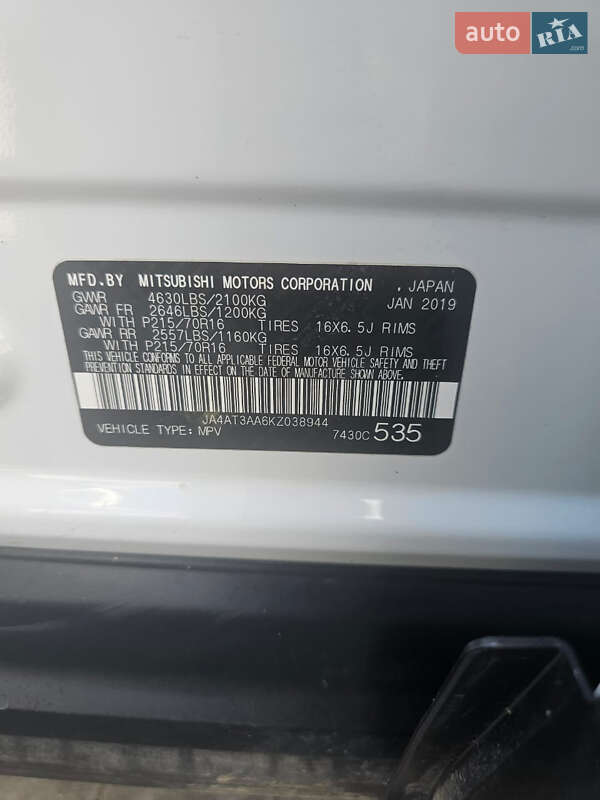 auto RIA.com
MFD.BY MITSUBISHI MOTORS CORPORATION , JAPAN
GVWR 4630LBS/2100KG JAN 2019
GAWR FR 2646LBS/1200KG
WITH P215/70R16 TIRES 16X6.5J RIMS
GAWR RR 2557LBS/1160KG
WITH P215/70R16 TIRES 16X6.5J RIMS
THIS VEHICLE CONFORMS TO ALL APPLICABLE FEDERAL MOTOR VEHICLE SAFETY AND THEFT
PREVENTION STANDARDS IN EFFECT ON THE DATE OF MANUFACTURE SHOWN ABOVE.
JA4AT3AA6KZ038944
VEHICLE TYPE:MPV 7430C 535